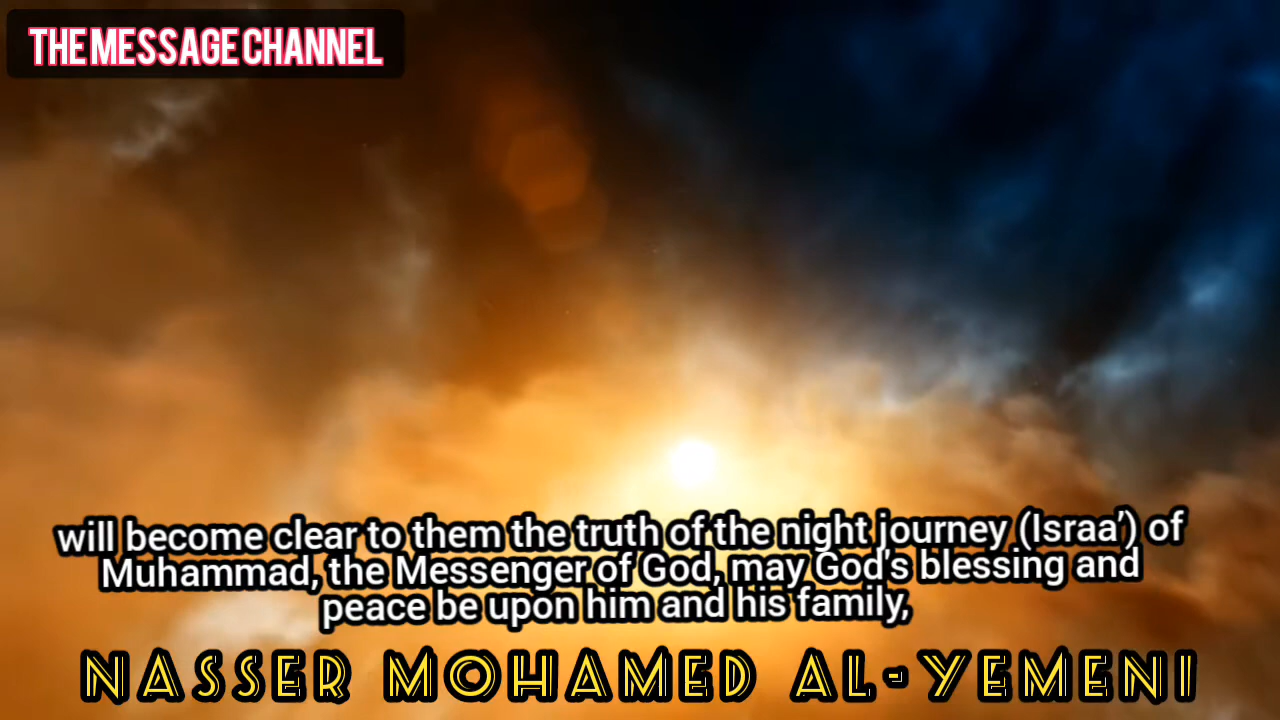 THE MESSAGE CHANNEL
will become clear to them the truth of the night journey (Israa’) of
Muhammad, the Messenger of God, may God's blessing and
peace be upon him and his family,
NASSER MOHAMED AL-YEMENI